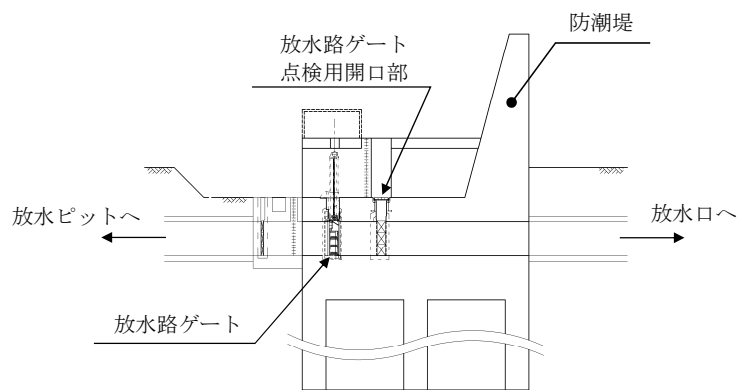 防潮堤
放水路ゲート
点検用開口部
放水ピットへ
放水口へ
放水路ゲート